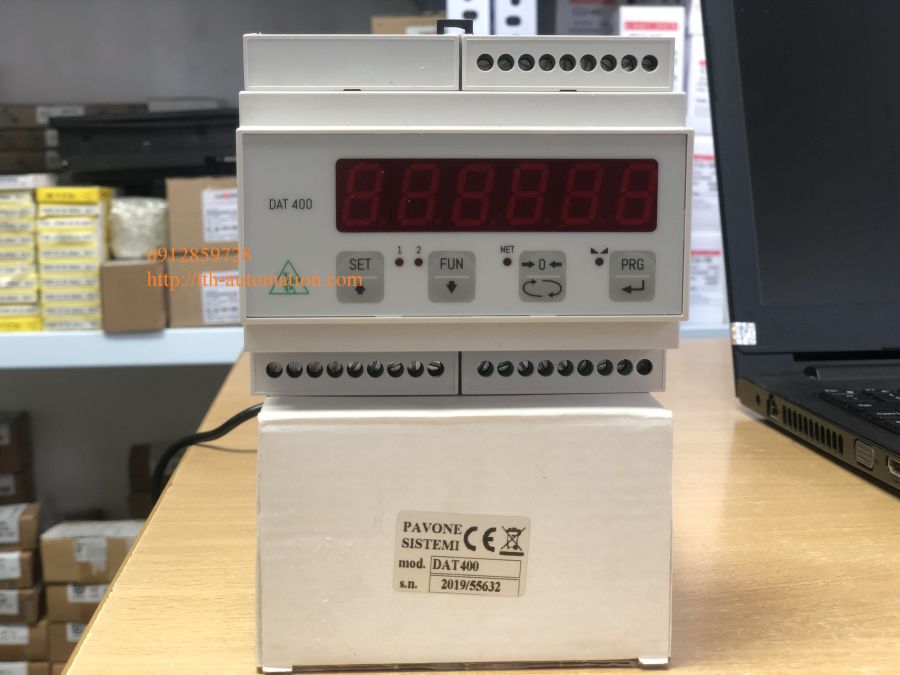 DAT 400
0912859728
http://tth-automation.com/
1 2
NET
SET
FUN
0
PRG
PAVONE
SISTEMI CE
mod. DAT400
s.n. 2019/55632